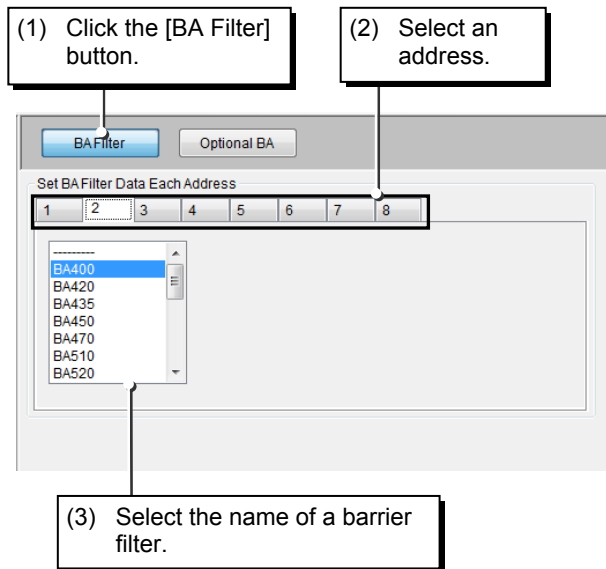 (1) Click the [BA Filter]
button.
(2) Select an
address.
BA Filter
Optional BA
Set BA Filter Data Each Address
1 2 3 4 5 6 7 8
---------
BA400
BA420
BA435
BA450
BA470
BA510
BA520
(3) Select the name of a barrier
filter.